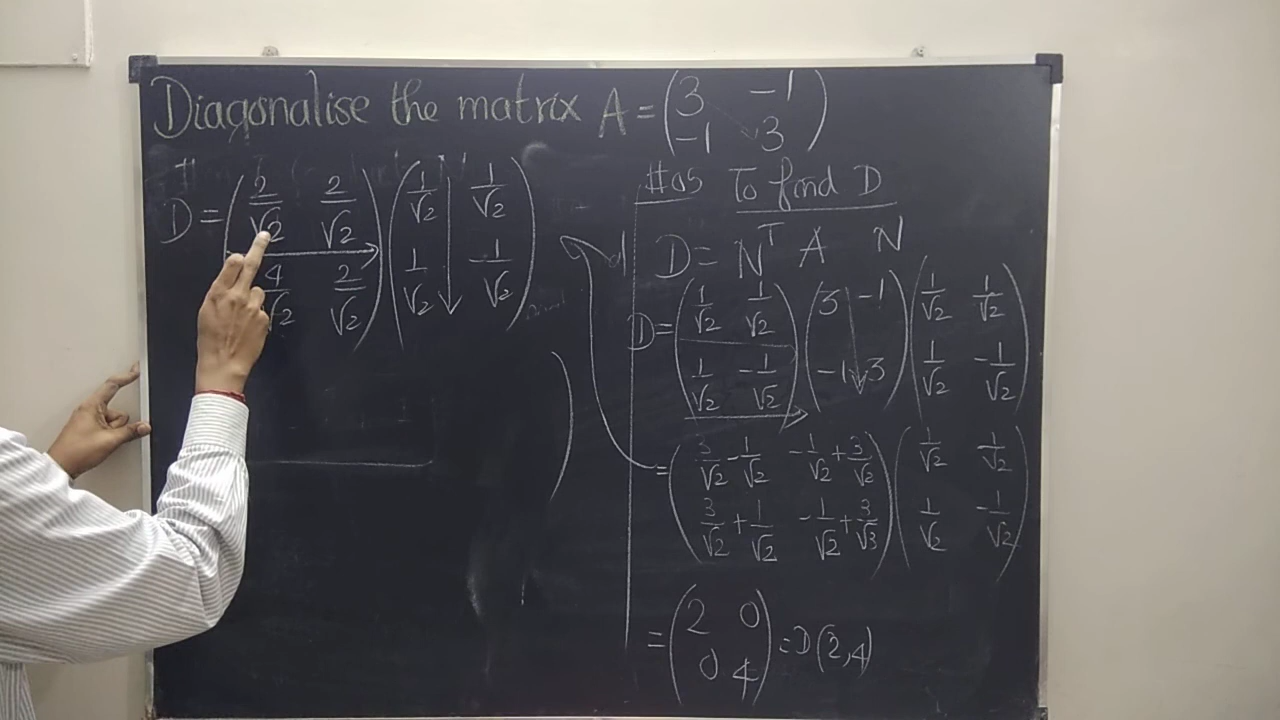 Diagonalise the matrix A = (3 -1
-1 3)
D = (2/√2 2/√2
4/√2 2/√2) (1/√2 1/√2
1/√2 -1/√2)
#05 To find D
D = N^T A N
D = (1/√2 1/√2
1/√2 -1/√2) (3 -1
-1 3) (1/√2 1/√2
1/√2 -1/√2)
= (3/√2 - 1/√2 -1/√2 + 3/√2
3/√2 + 1/√2 -1/√2 + 3/√3) (1/√2 1/√2
1/√2 -1/√2)
= (2 0
0 4) = D(2,4)